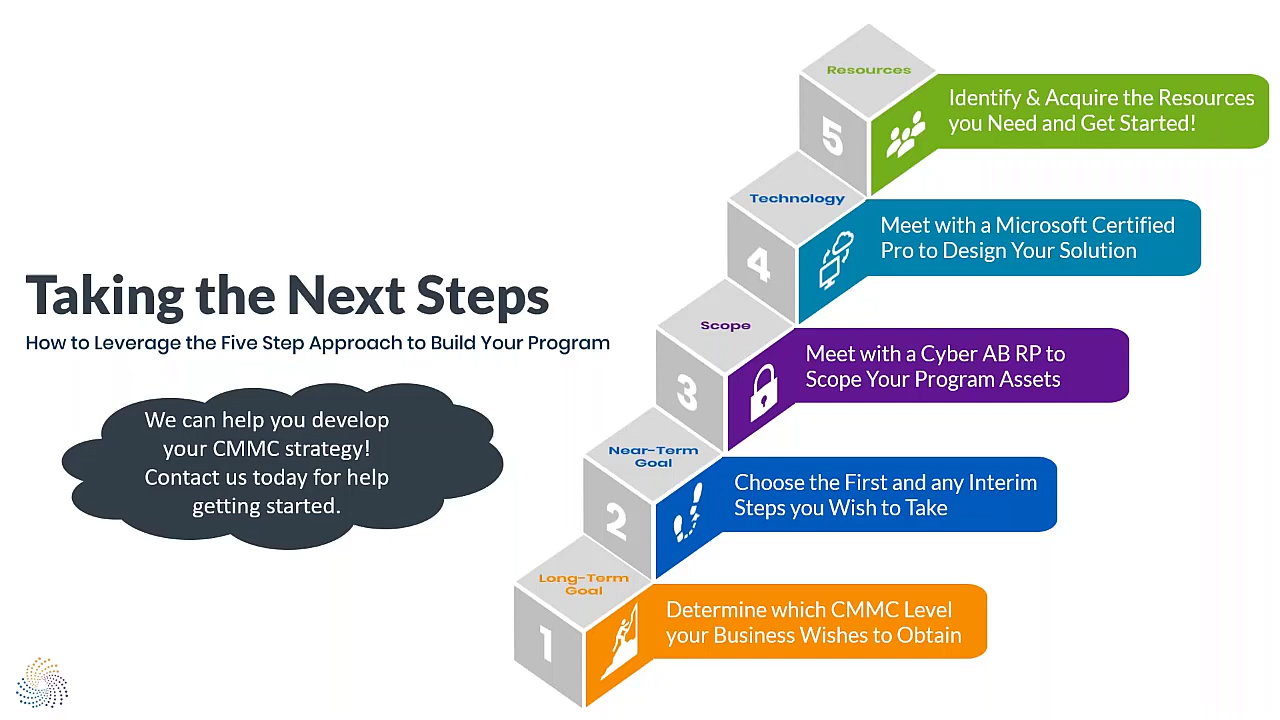 Taking the Next Steps
How to Leverage the Five Step Approach to Build Your Program
We can help you develop
your CMMC strategy!
Contact us today for help
getting started.
Resources
5
Identify & Acquire the Resources
you Need and Get Started!
Technology
4
Meet with a Microsoft Certified
Pro to Design Your Solution
Scope
3
Meet with a Cyber AB RP to
Scope Your Program Assets
Near-Term
Goal
2
Choose the First and any Interim
Steps you Wish to Take
Long-Term
Goal
1
Determine which CMMC Level
your Business Wishes to Obtain